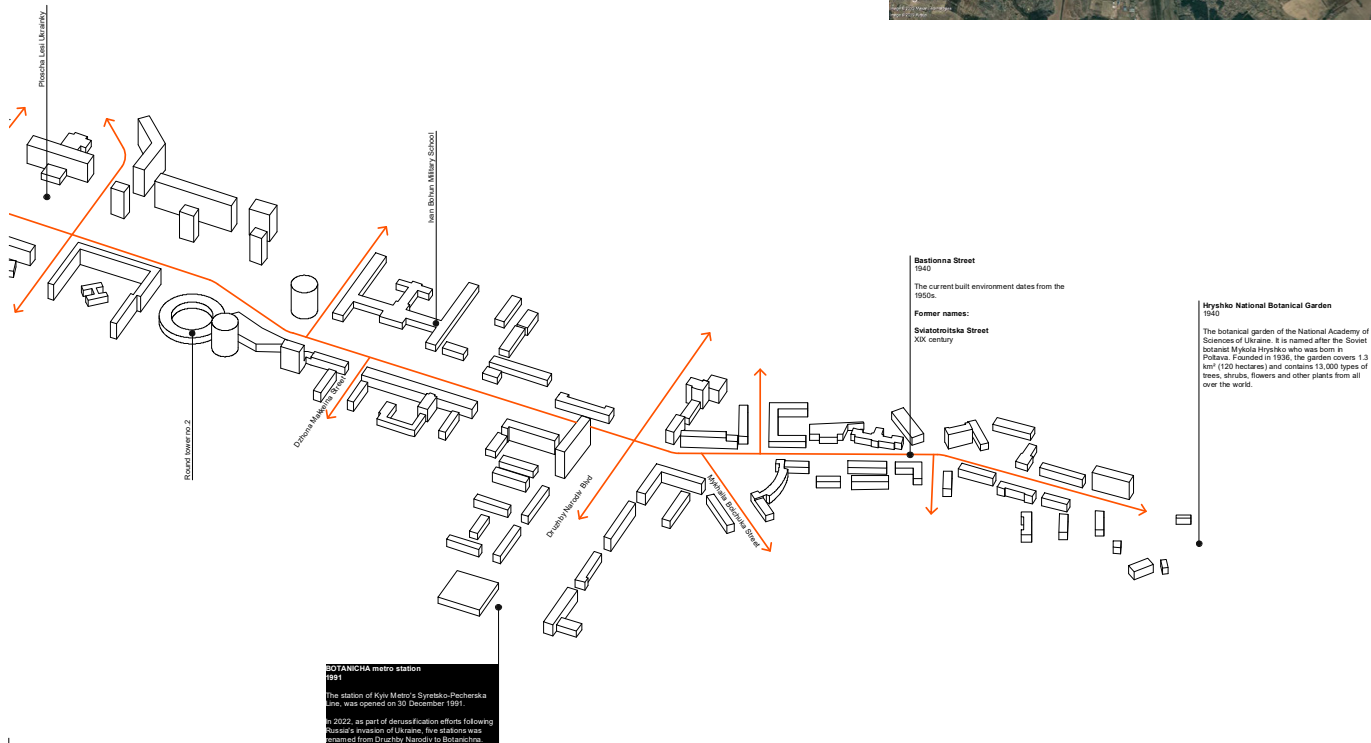 Ploscha Lesi Ukrainky
Ivan Bohun Military School
Round tower no.2
Dzhona Makkeina Street
Druzhby Narodiv Blvd
Mykhaila Boichuka Street
Bastionna Street
1940
The current built environment dates from the
1950s.
Former names:
Sviatotroitska Street
XIX century
Hryshko National Botanical Garden
1940
The botanical garden of the National Academy of
Sciences of Ukraine. It is named after the Soviet
botanist Mykola Hryshko who was born in
Poltava. Founded in 1936, the garden covers 1.3
km² (120 hectares) and contains 13,000 types of
trees, shrubs, flowers and other plants from all
over the world.
BOTANICHA metro station
1991
The station of Kyiv Metro's Syretsko-Pecherska
Line, was opened on 30 December 1991.
In 2022, as part of derussification efforts following
Russia's invasion of Ukraine, five stations was
renamed from Druzhby Narodiv to Botanichna.